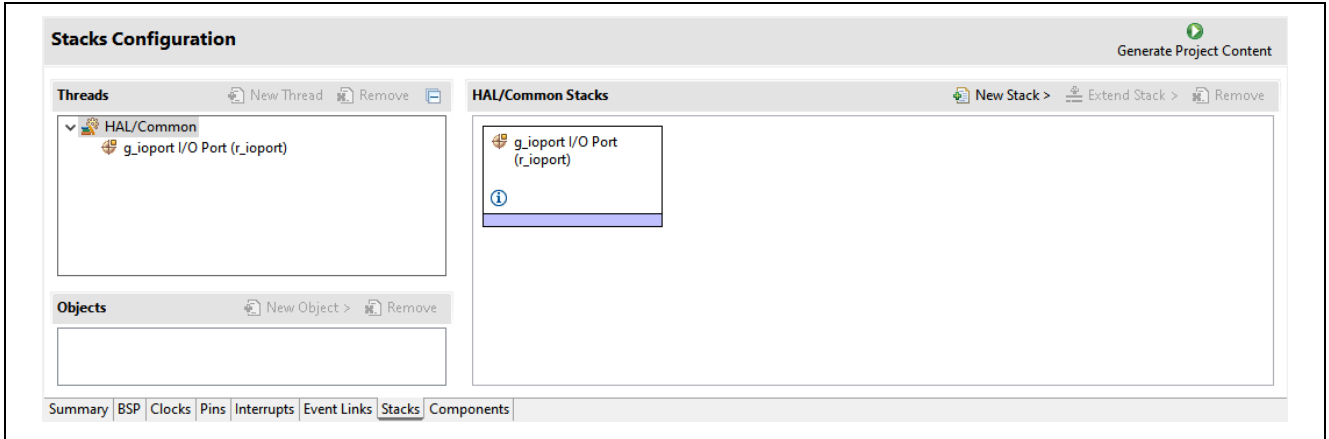 Stacks Configuration
Generate Project Content
Threads
New Thread
Remove
HAL/Common
g_ioport I/O Port (r_ioport)
Objects
New Object >
Remove
HAL/Common Stacks
New Stack >
Extend Stack >
Remove
g_ioport I/O Port
(r_ioport)
Summary BSP Clocks Pins Interrupts Event Links Stacks Components